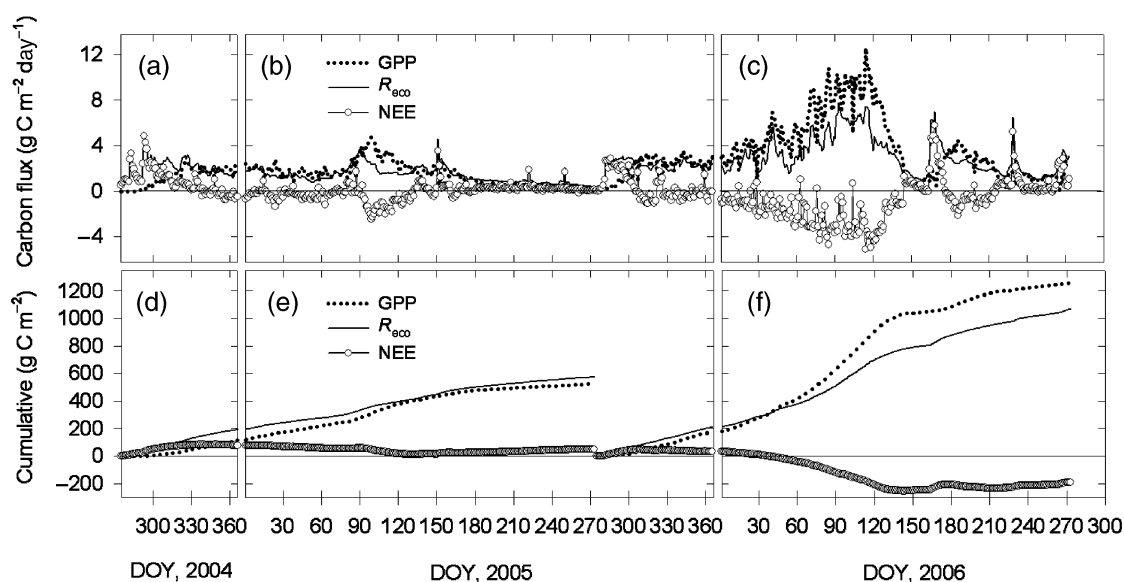 Carbon flux (g C m⁻² day⁻¹)
12
8
4
0
−4
(a)
(b)
GPP
Reco
NEE
(c)
Cumulative (g C m⁻²)
1200
1000
800
600
400
200
0
−200
(d)
(e)
GPP
Reco
NEE
(f)
300 330 360
30 60 90 120 150 180 210 240 270 300 330 360
30 60 90 120 150 180 210 240 270 300
DOY, 2004
DOY, 2005
DOY, 2006